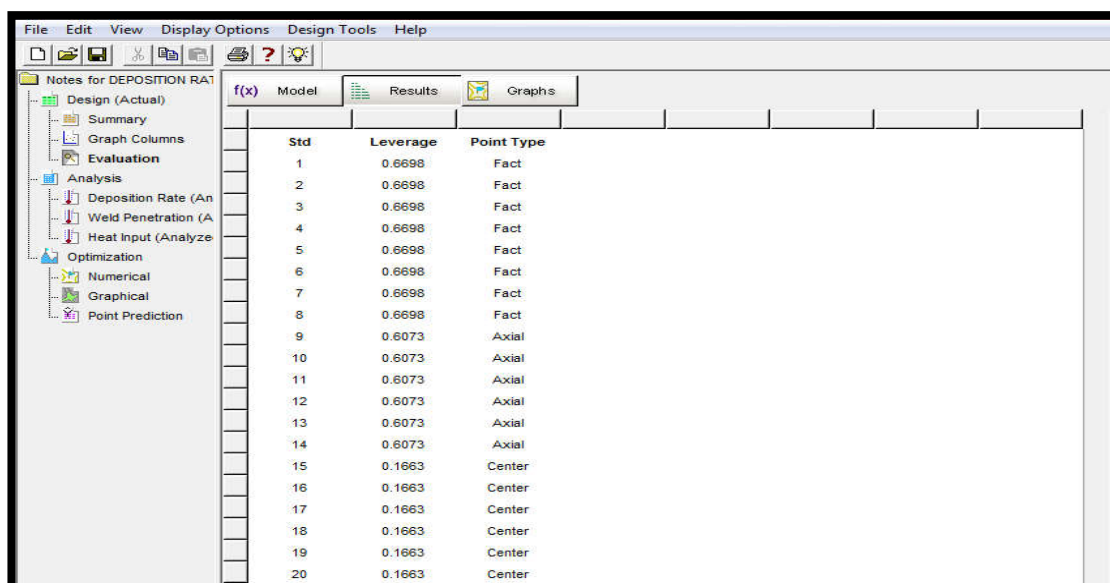 File Edit View Display Options Design Tools Help
Notes for DEPOSITION RAT
Design (Actual)
Summary
Graph Columns
Evaluation
Analysis
Deposition Rate (An
Weld Penetration (A
Heat Input (Analyze
Optimization
Numerical
Graphical
Point Prediction
f(x) Model Results Graphs
Std Leverage Point Type
1 0.6698 Fact
2 0.6698 Fact
3 0.6698 Fact
4 0.6698 Fact
5 0.6698 Fact
6 0.6698 Fact
7 0.6698 Fact
8 0.6698 Fact
9 0.6073 Axial
10 0.6073 Axial
11 0.6073 Axial
12 0.6073 Axial
13 0.6073 Axial
14 0.6073 Axial
15 0.1663 Center
16 0.1663 Center
17 0.1663 Center
18 0.1663 Center
19 0.1663 Center
20 0.1663 Center